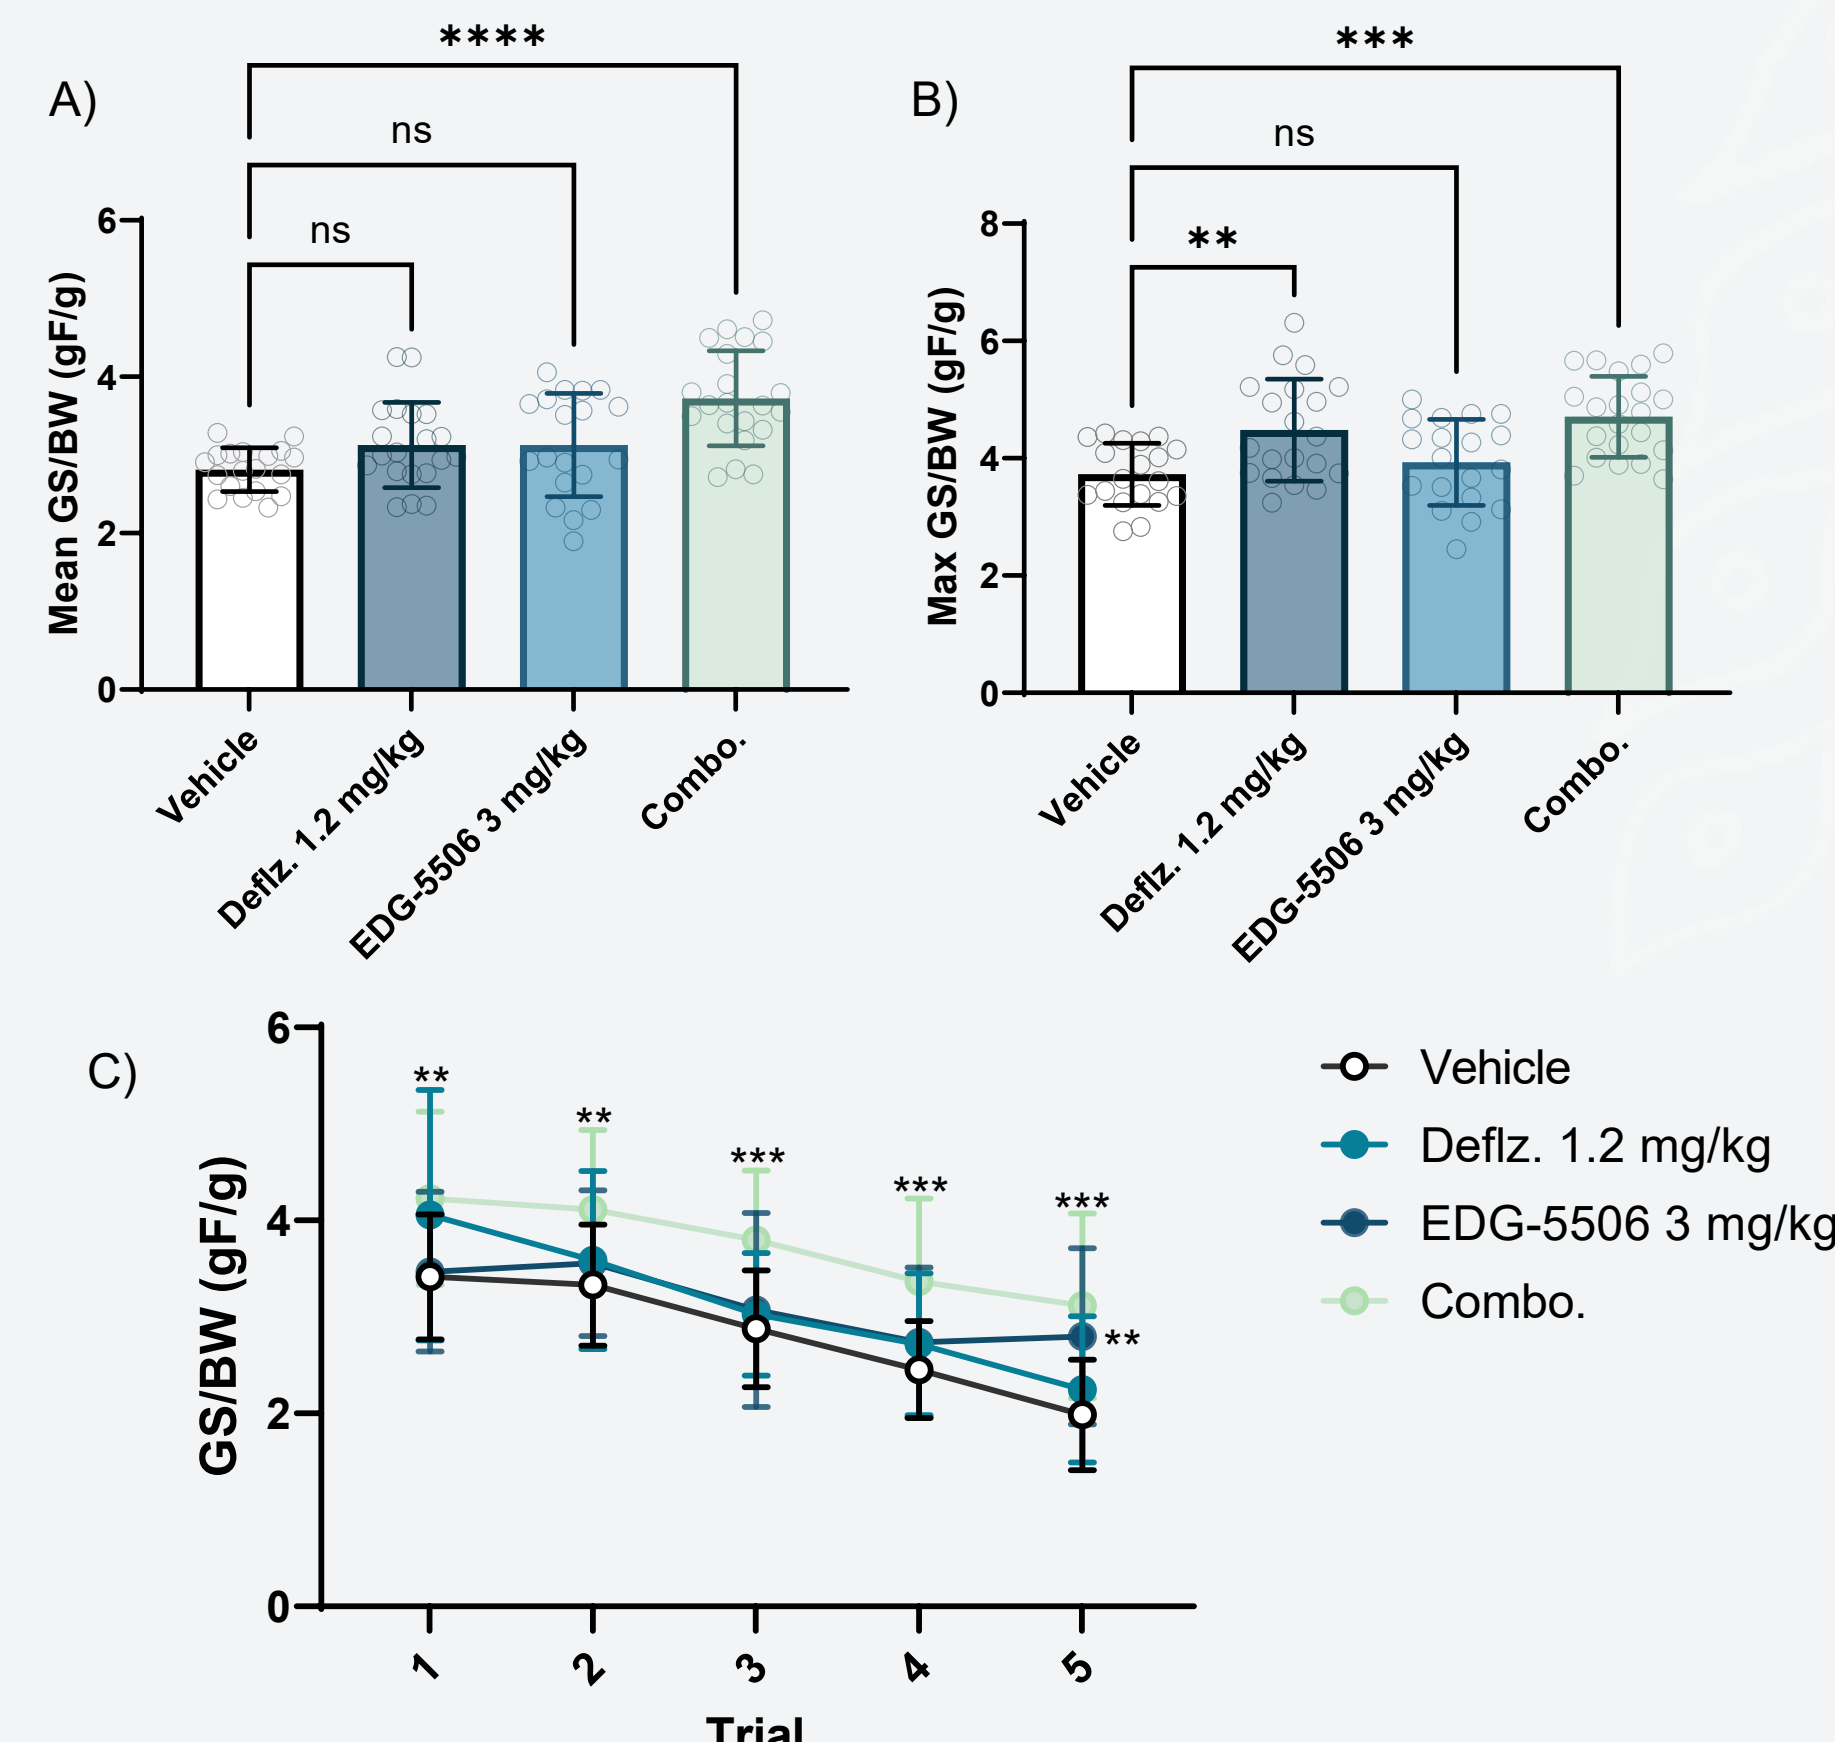 A)
****
ns
ns
Mean GS/BW (gF/g)
6
4
2
0
Vehicle
Deflz. 1.2 mg/kg
EDG-5506 3 mg/kg
Combo.
B)
***
ns
**
Max GS/BW (gF/g)
8
6
4
2
0
Vehicle
Deflz. 1.2 mg/kg
EDG-5506 3 mg/kg
Combo.
C)
GS/BW (gF/g)
6
4
2
0
**
**
***
***
***
**
1
2
3
4
5
Trial
Vehicle
Deflz. 1.2 mg/kg
EDG-5506 3 mg/kg
Combo.